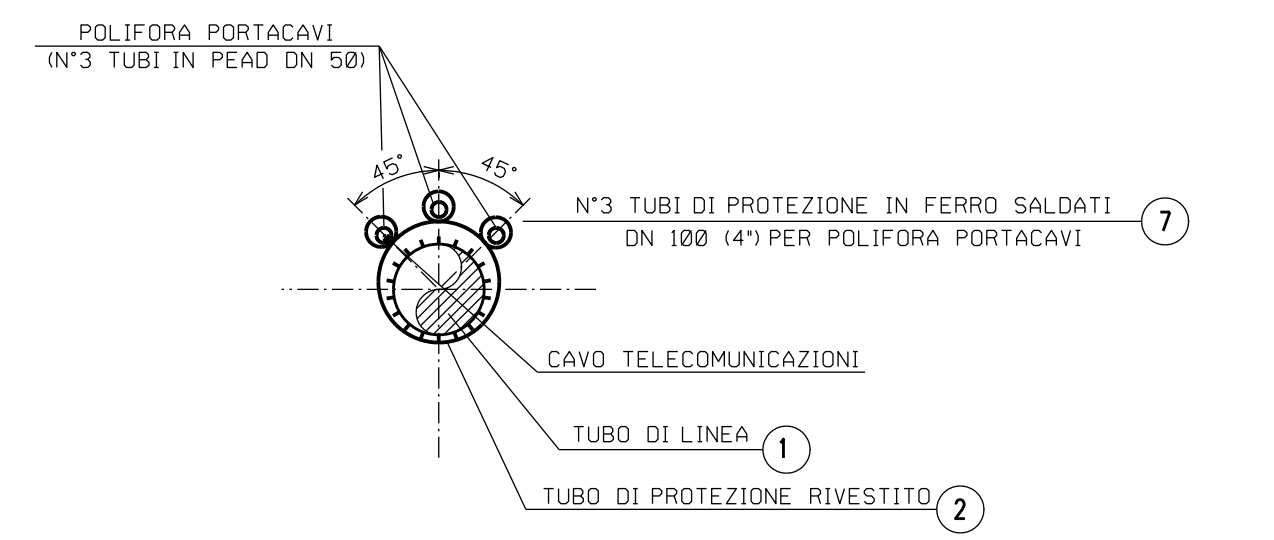 POLIFORA PORTACAVI
(N°3 TUBI IN PEAD DN 50)
45°
45°
N°3 TUBI DI PROTEZIONE IN FERRO SALDATI
DN 100 (4") PER POLIFORA PORTACAVI
7
CAVO TELECOMUNICAZIONI
TUBO DI LINEA
1
TUBO DI PROTEZIONE RIVESTITO
2